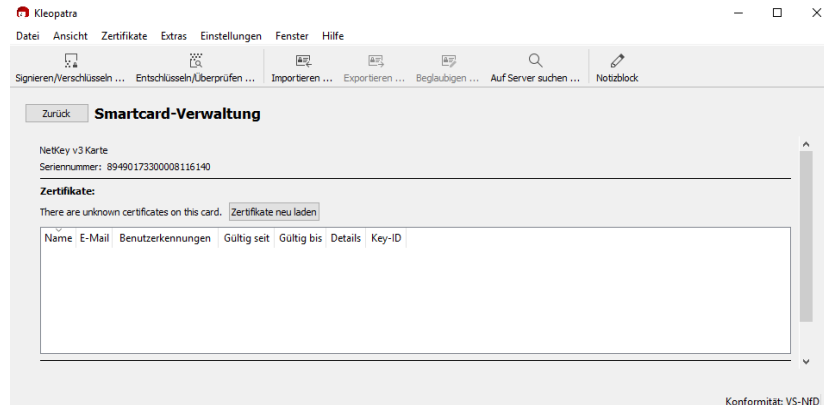 Kleopatra
Datei Ansicht Zertifikate Extras Einstellungen Fenster Hilfe
Signieren/Verschlüsseln ... Entschlüsseln/Überprüfen ... Importieren ... Exportieren ... Beglaubigen ... Auf Server suchen ... Notizblock
Zurück Smartcard-Verwaltung
NetKey v3 Karte
Seriennummer: 89490173300008116140
Zertifikate:
There are unknown certificates on this card. Zertifikate neu laden
Name E-Mail Benutzerkennungen Gültig seit Gültig bis Details Key-ID
Konformität: VS-NfD